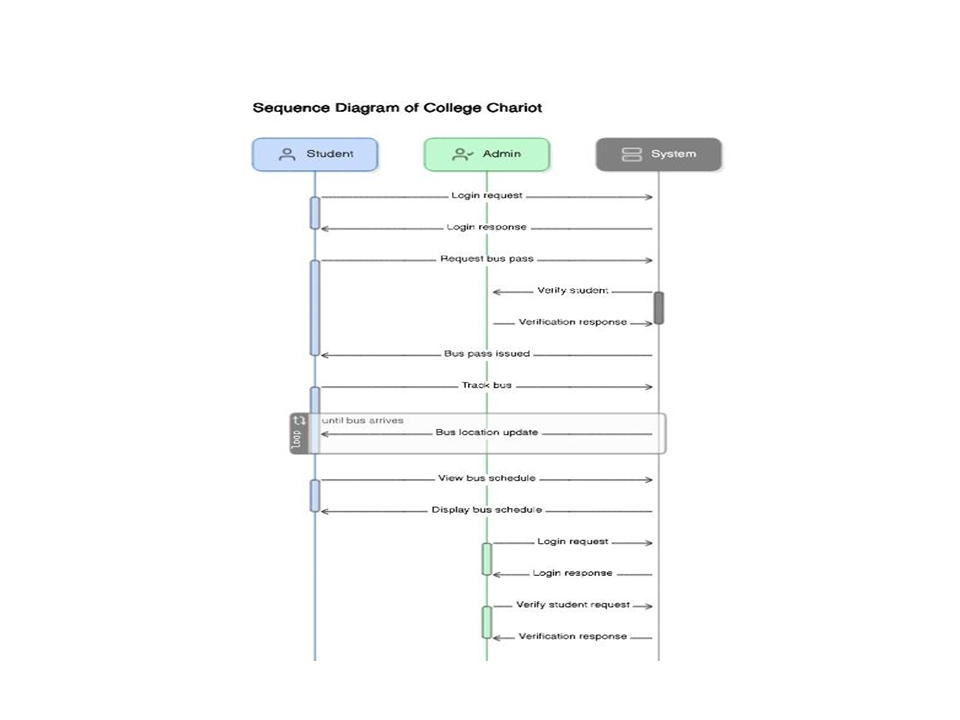 Sequence Diagram of College Chariot
Student
Admin
System
Login request
Login response
Request bus pass
Verify student
Verification response
Bus pass issued
Track bus
loop
until bus arrives
Bus location update
View bus schedule
Display bus schedule
Login request
Login response
Verify student request
Verification response